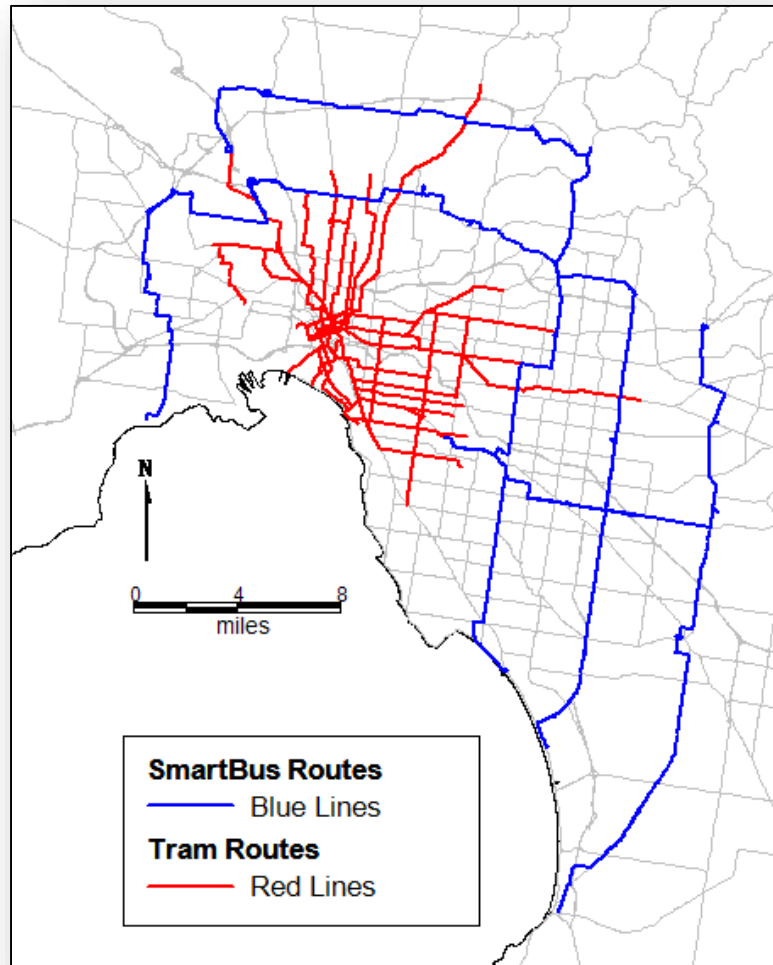 N
0 4 8
miles
SmartBus Routes
Blue Lines
Tram Routes
Red Lines